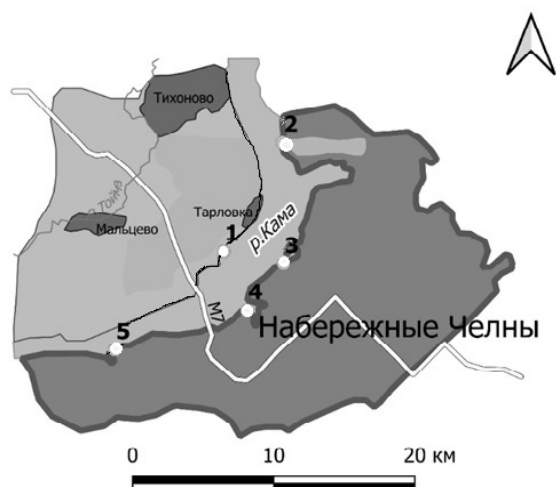 Тихоново
2
р. Тойма
Тарловка
р.Кама
Мальцево
1
3
М7
4
Набережные Челны
5
0 10 20 км